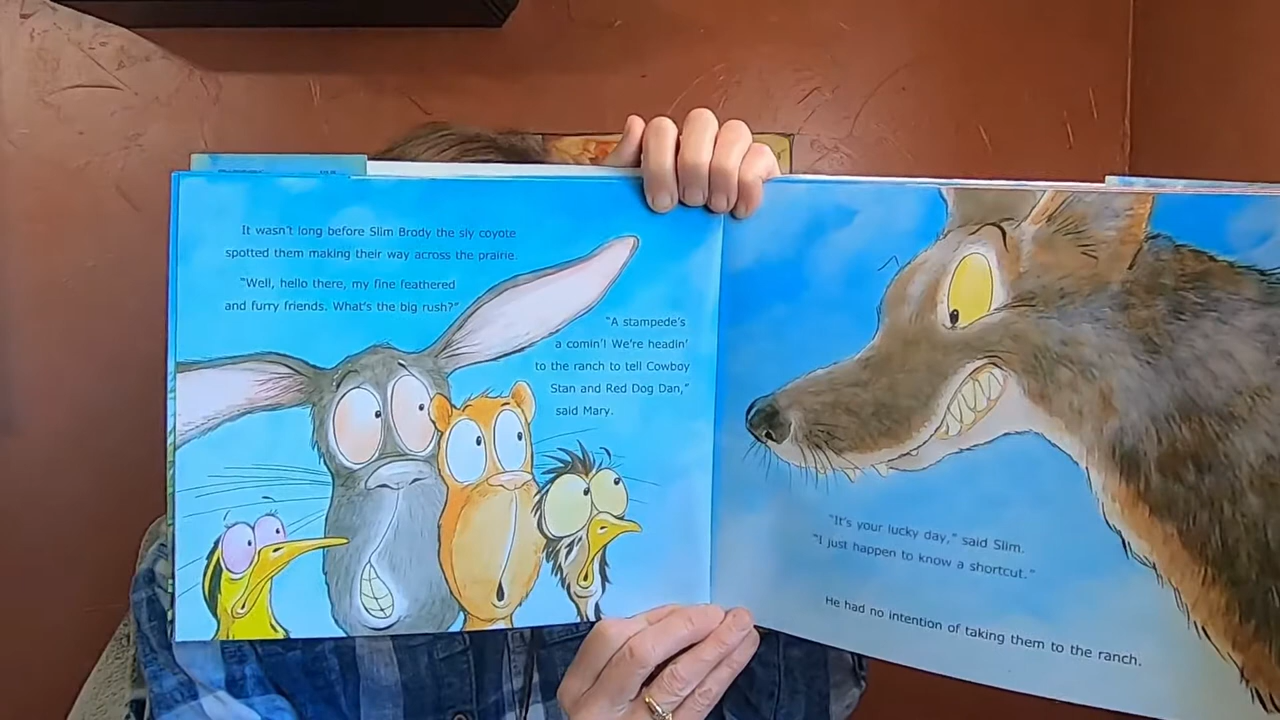 It wasn't long before Slim Brody the sly coyote
spotted them making their way across the prairie.
"Well, hello there, my fine feathered
and furry friends. What's the big rush?"
"A stampede's
a comin'! We're headin'
to the ranch to tell Cowboy
Stan and Red Dog Dan,"
said Mary.
"It's your lucky day," said Slim.
"I just happen to know a shortcut."
He had no intention of taking them to the ranch.